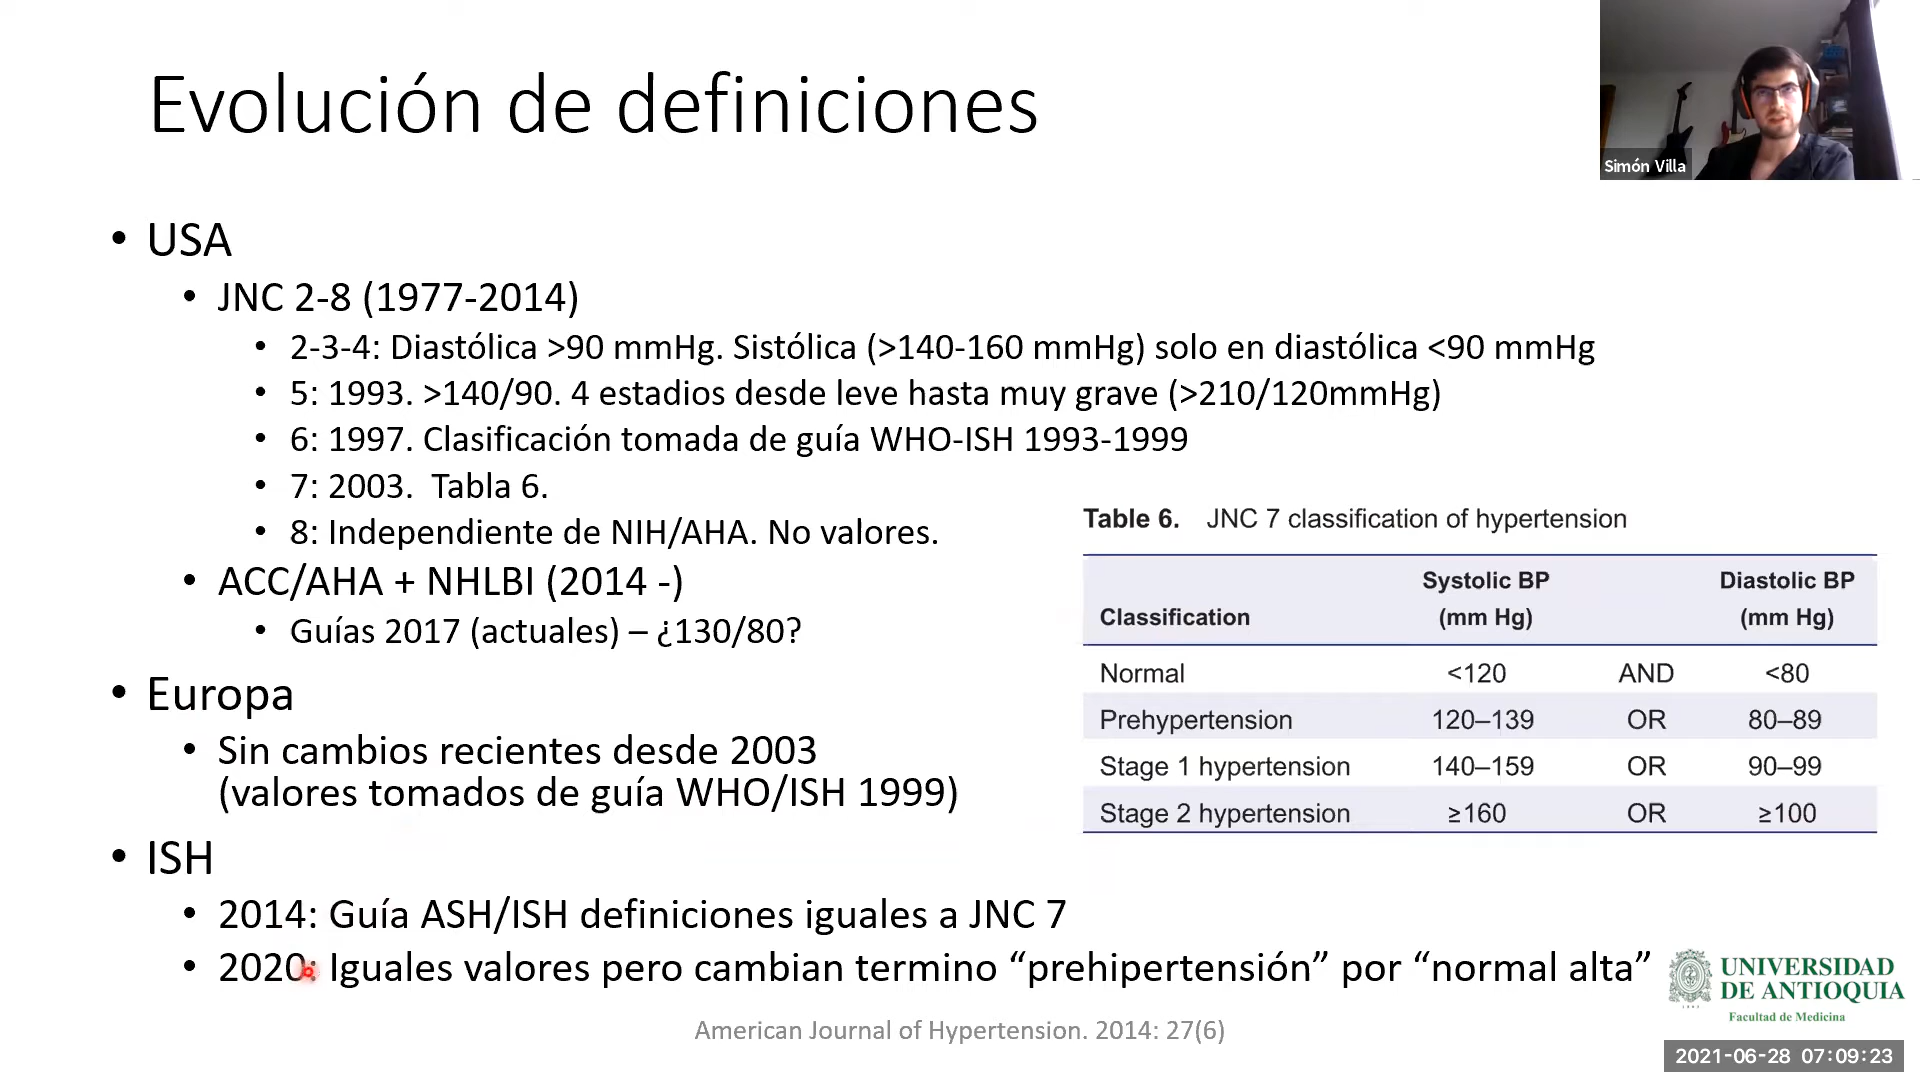 Evolución de definiciones
Simón Villa
• USA
• JNC 2-8 (1977-2014)
• 2-3-4: Diastólica >90 mmHg. Sistólica (>140-160 mmHg) solo en diastólica <90 mmHg
• 5: 1993. >140/90. 4 estadios desde leve hasta muy grave (>210/120mmHg)
• 6: 1997. Clasificación tomada de guía WHO-ISH 1993-1999
• 7: 2003. Tabla 6.
• 8: Independiente de NIH/AHA. No valores.
• ACC/AHA + NHLBI (2014 -)
• Guías 2017 (actuales) – ¿130/80?
• Europa
• Sin cambios recientes desde 2003
(valores tomados de guía WHO/ISH 1999)
• ISH
• 2014: Guía ASH/ISH definiciones iguales a JNC 7
• 2020: Iguales valores pero cambian termino “prehipertensión” por “normal alta”
Table 6. JNC 7 classification of hypertension
Classification Systolic BP (mm Hg) Diastolic BP (mm Hg)
Normal <120 AND <80
Prehypertension 120–139 OR 80–89
Stage 1 hypertension 140–159 OR 90–99
Stage 2 hypertension ≥160 OR ≥100
American Journal of Hypertension. 2014: 27(6)
UNIVERSIDAD
DE ANTIOQUIA
Facultad de Medicina
2021-06-28 07:09:23